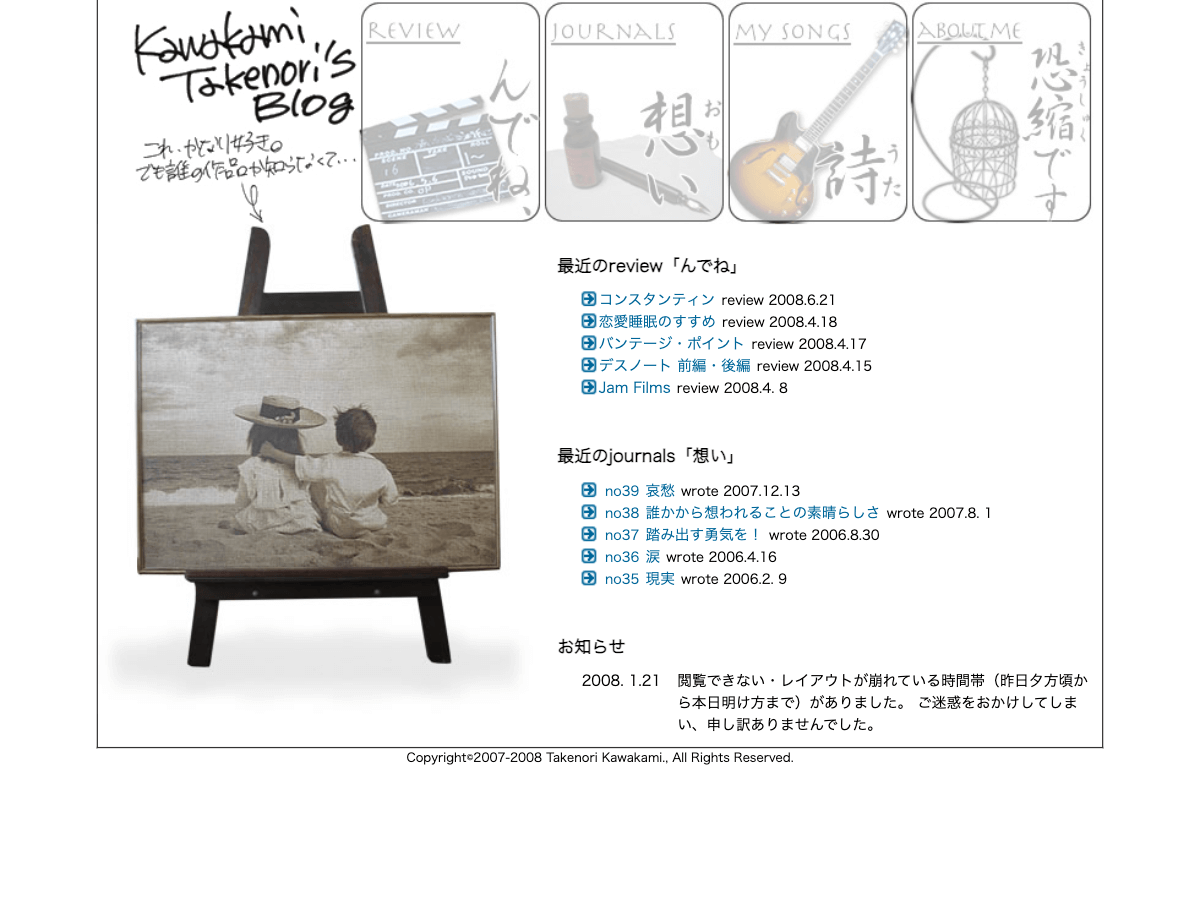 Kawakami
Takenori's
Blog
これ、かなり好き。
でも誰の作品か知らなくて…
REVIEW
んでね、
JOURNALS
想い
おも
MY SONGS
詩
うた
ABOUT ME
恐縮です
きょうしゅく
最近のreview「んでね」
コンスタンティン review 2008.6.21
恋愛睡眠のすすめ review 2008.4.18
バンテージ・ポイント review 2008.4.17
デスノート 前編・後編 review 2008.4.15
Jam Films review 2008.4. 8
最近のjournals「想い」
no39 哀愁 wrote 2007.12.13
no38 誰かから想われることの素晴らしさ wrote 2007.8. 1
no37 踏み出す勇気を！ wrote 2006.8.30
no36 涙 wrote 2006.4.16
no35 現実 wrote 2006.2. 9
お知らせ
2008. 1.21 閲覧できない・レイアウトが崩れている時間帯（昨日夕方頃か
ら本日明け方まで）がありました。 ご迷惑をおかけしてしま
い、申し訳ありませんでした。
Copyright©2007-2008 Takenori Kawakami., All Rights Reserved.